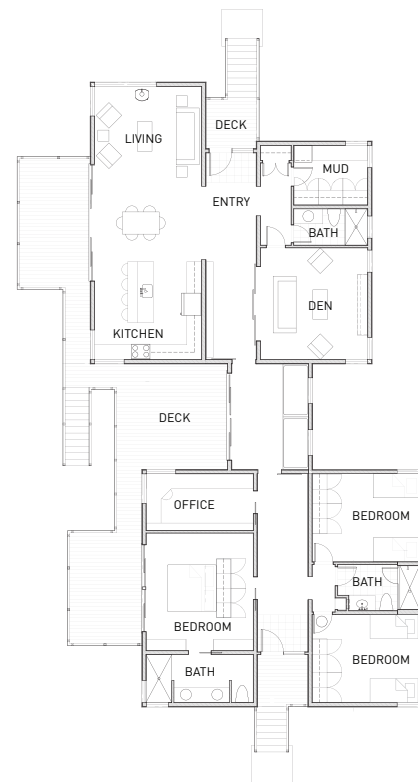 DECK
LIVING
MUD
ENTRY
BATH
DEN
KITCHEN
DECK
OFFICE
BEDROOM
BATH
BEDROOM
BEDROOM
BATH